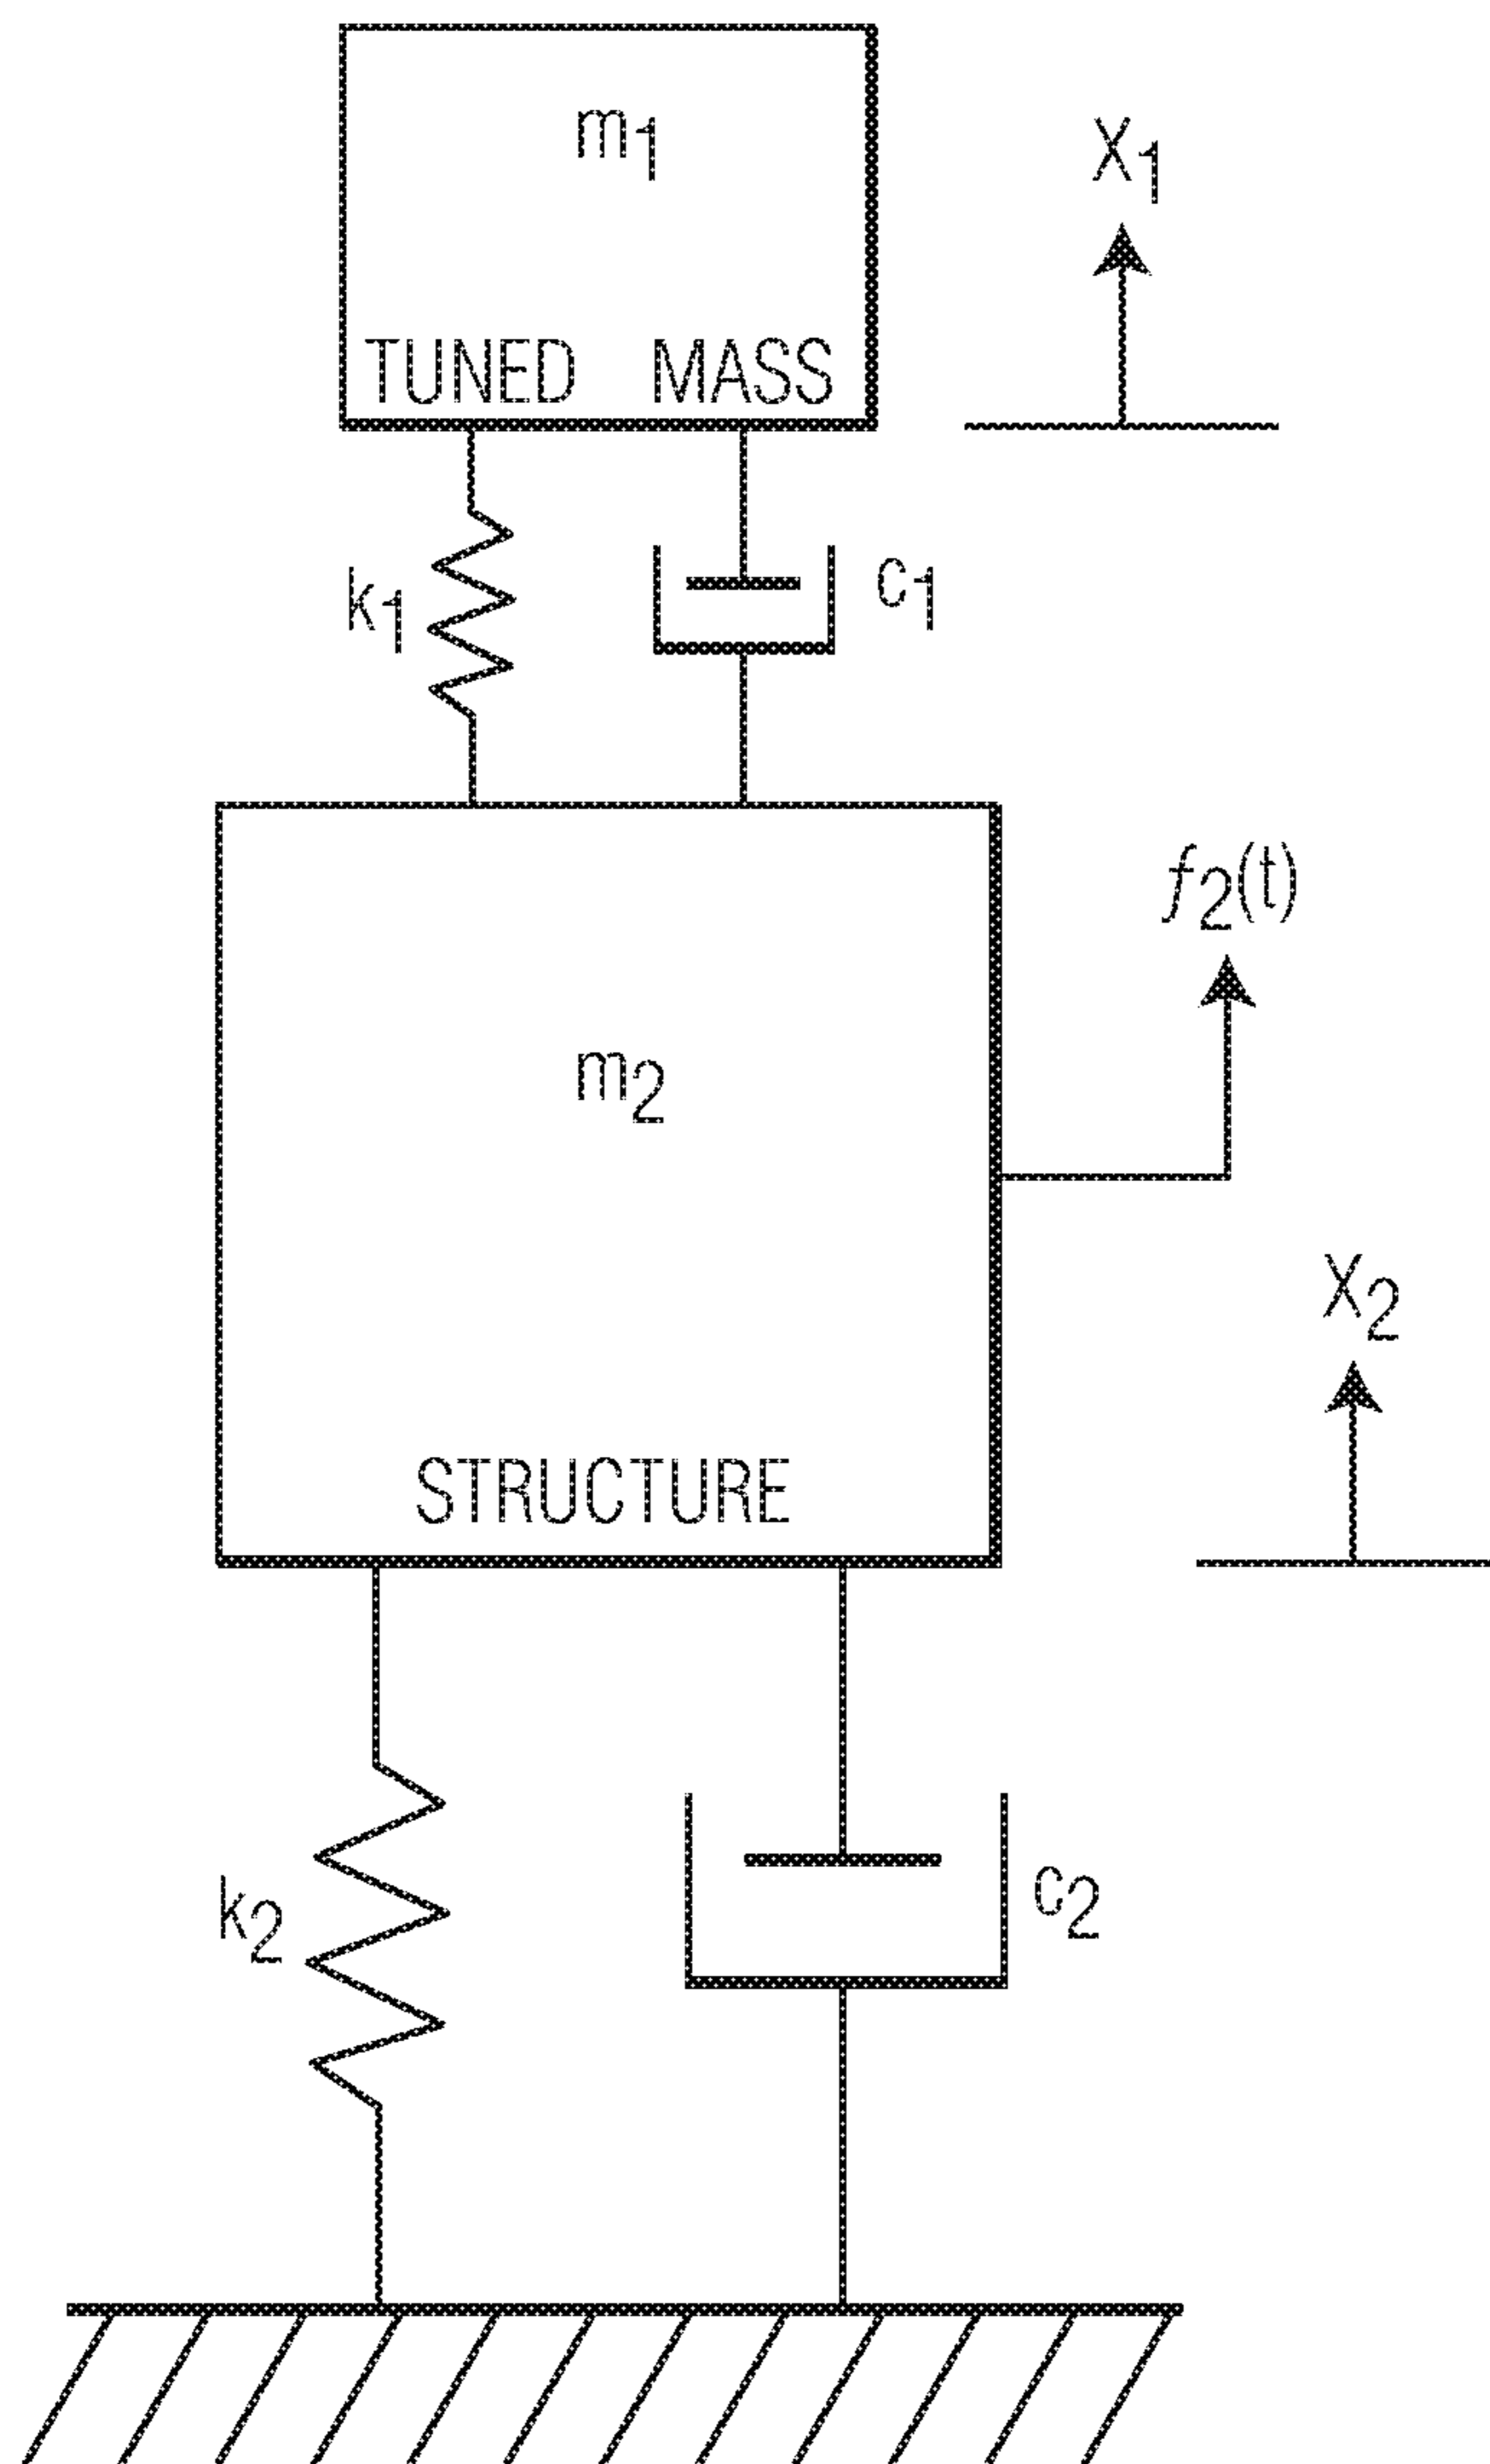 m1
X1
TUNED MASS
k1
c1
f2(t)
m2
X2
STRUCTURE
k2
c2